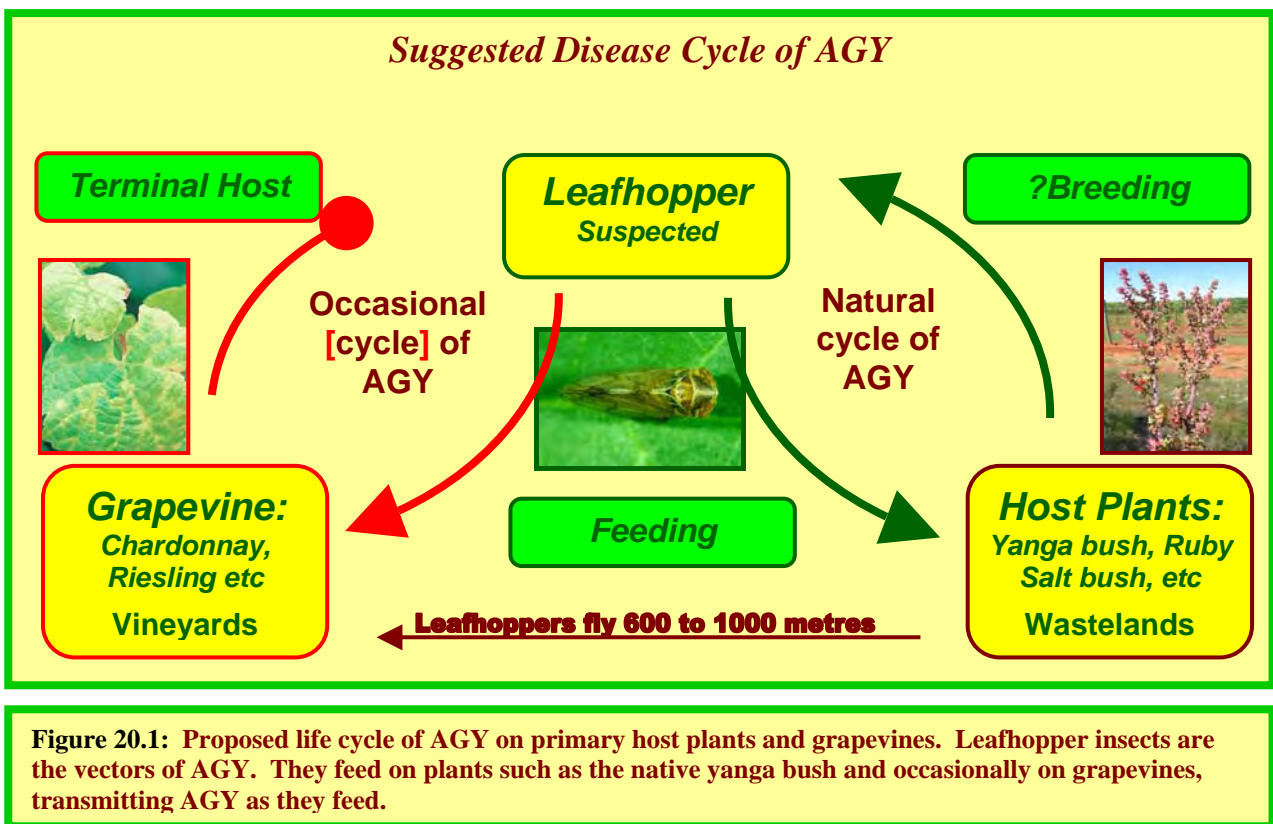 Suggested Disease Cycle of AGY
Terminal Host
Leafhopper
Suspected
?Breeding
Occasional
[cycle] of
AGY
Natural
cycle of
AGY
Grapevine:
Chardonnay,
Riesling etc
Vineyards
Feeding
Host Plants:
Yanga bush, Ruby
Salt bush, etc
Wastelands
Leafhoppers fly 600 to 1000 metres
Figure 20.1: Proposed life cycle of AGY on primary host plants and grapevines. Leafhopper insects are
the vectors of AGY. They feed on plants such as the native yanga bush and occasionally on grapevines,
transmitting AGY as they feed.